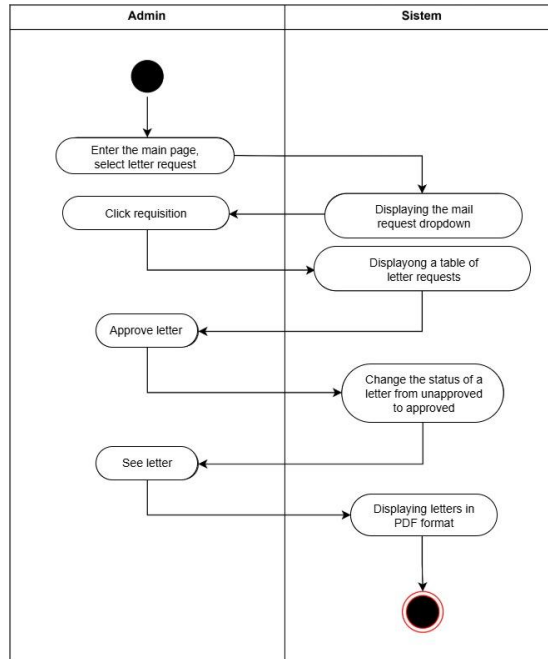 Admin
Sistem
Enter the main page,
select letter request
Displaying the mail
request dropdown
Click requisition
Displayong a table of
letter requests
Approve letter
Change the status of a
letter from unapproved
to approved
See letter
Displaying letters in
PDF format